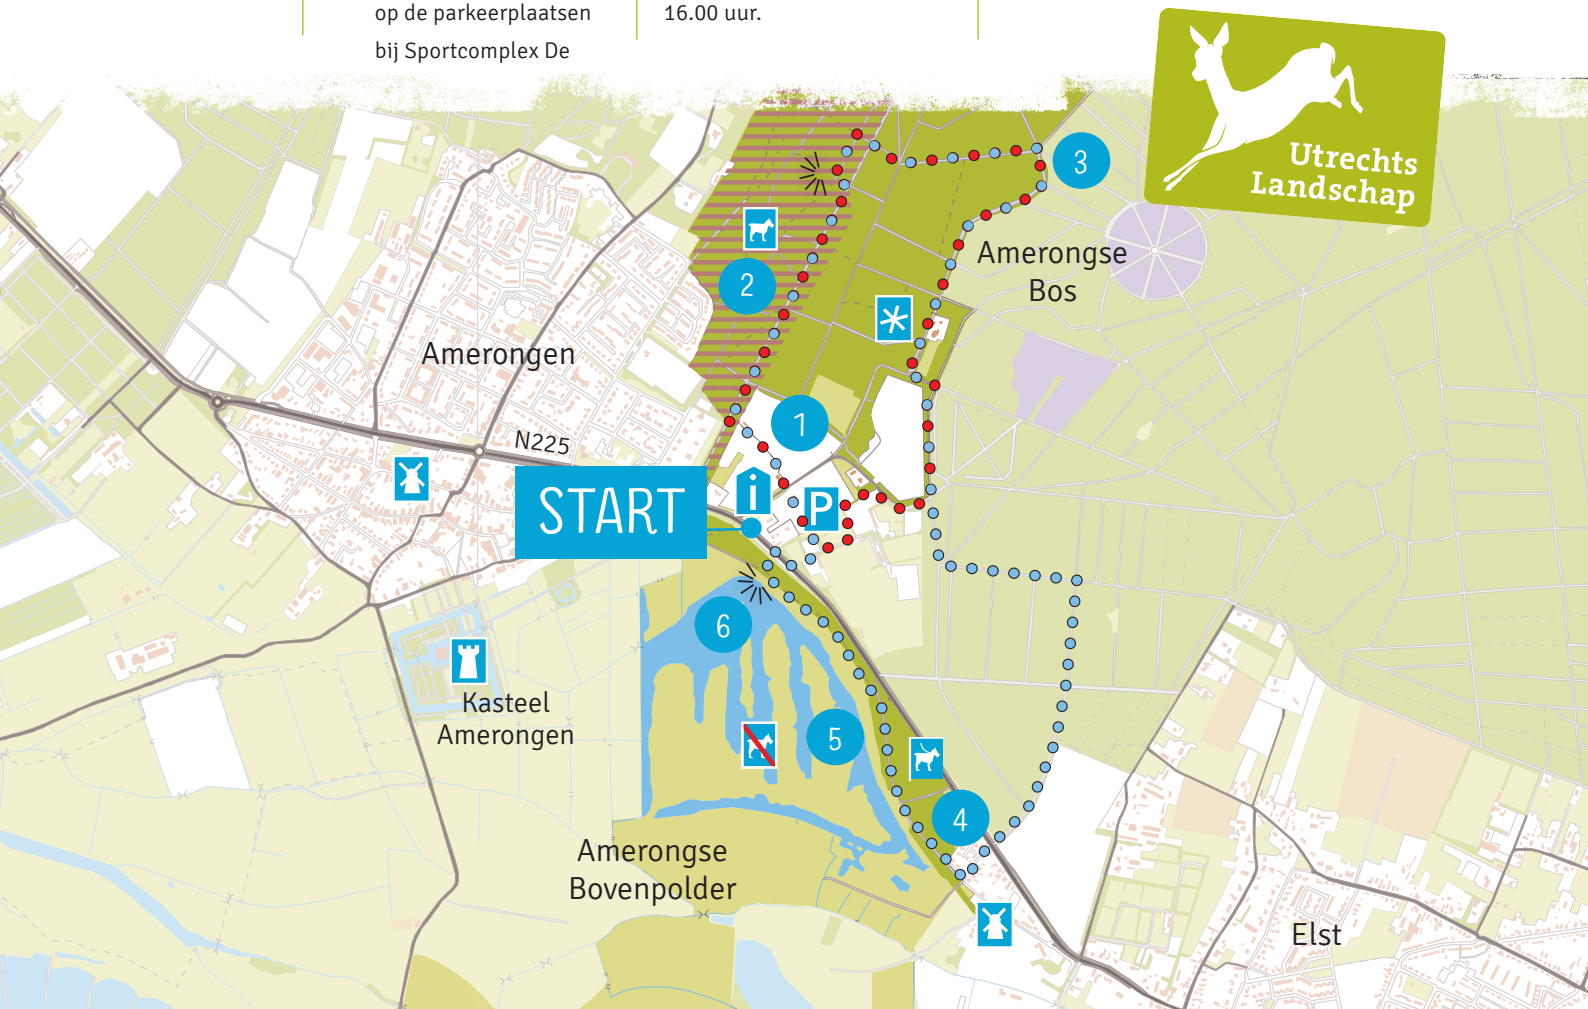 op de parkeerplaatsen
bij Sportcomplex De
16.00 uur.
Utrechts
Landschap
3
Amerongse
Bos
2
Amerongen
1
N225
START
i
P
6
Kasteel
Amerongen
5
4
Amerongse
Bovenpolder
Elst